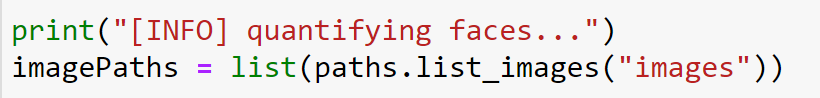 print("[INFO] quantifying faces...")
imagePaths = list(paths.list_images("images"))